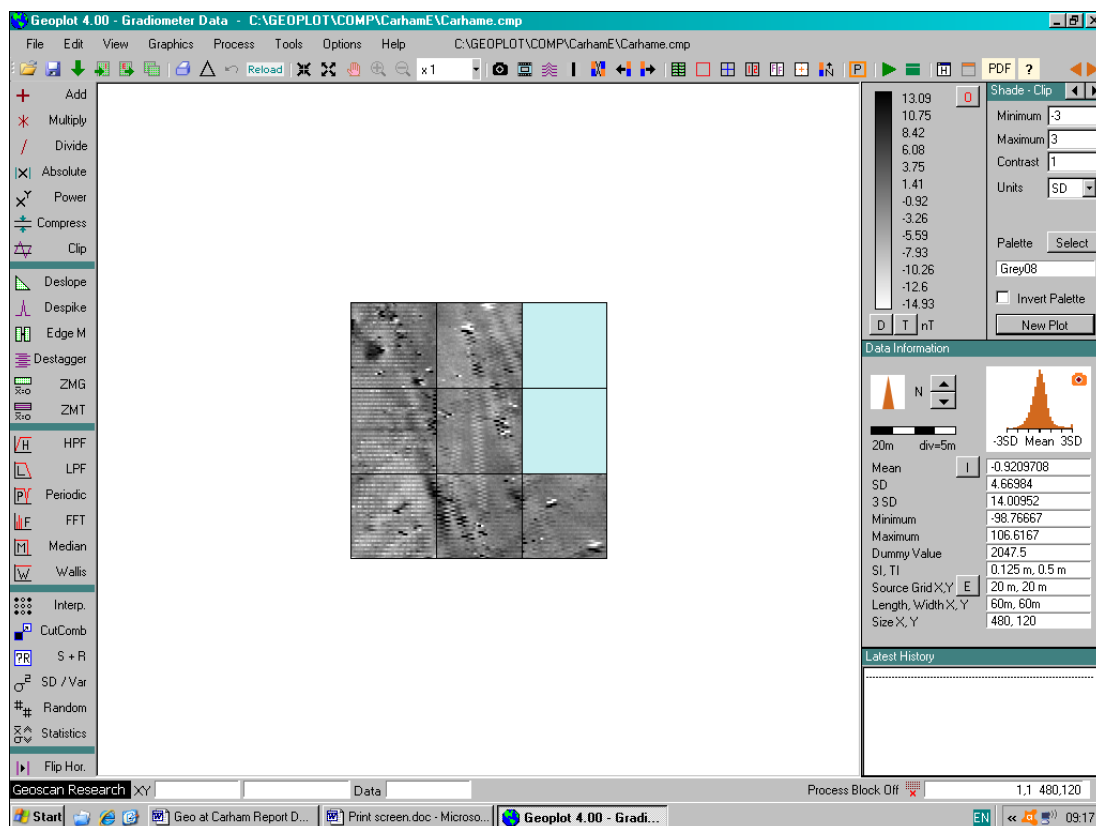 Geoplot 4.00 - Gradiometer Data - C:\GEOPLOT\COMP\CarhamE\Carhame.cmp
File Edit View Graphics Process Tools Options Help C:\GEOPLOT\COMP\CarhamE\Carhame.cmp
Reload x1 P H PDF ?
Add
Multiply
Divide
|X| Absolute
XY Power
Compress
Clip
Deslope
Despike
Edge M
Destagger
ZMG
ZMT
H HPF
L LPF
P Periodic
F FFT
M Median
W Wallis
Interp.
CutComb
?R S + R
σ2 SD / Var
Random
Statistics
Flip Hor.
13.09
10.75
8.42
6.08
3.75
1.41
-0.92
-3.26
-5.59
-7.93
-10.26
-12.6
-14.93
D T nT
0
Shade - Clip
Minimum -3
Maximum 3
Contrast 1
Units SD
Palette Select
Grey08
Invert Palette
New Plot
Data Information
N
20m div=5m
-3SD Mean 3SD
Mean I -0.9209708
SD 4.66984
3 SD 14.00952
Minimum -98.76667
Maximum 106.6167
Dummy Value 2047.5
SI, TI 0.125 m, 0.5 m
Source Grid X,Y E 20 m, 20 m
Length, Width X, Y 60m, 60m
Size X, Y 480, 120
Latest History
Geoscan Research XY Data Process Block Off 1,1 480,120
Start Geo at Carham Report D... Print screen.doc - Microso... Geoplot 4.00 - Gradi... EN « 09:17